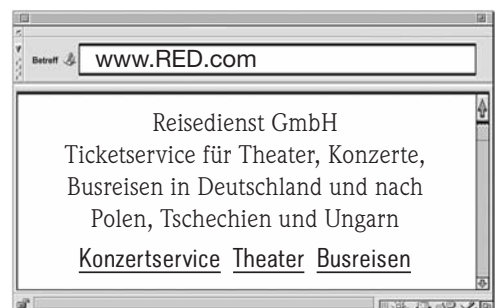 Betreff www.RED.com
Reisedienst GmbH
Ticketservice für Theater, Konzerte,
Busreisen in Deutschland und nach
Polen, Tschechien und Ungarn
Konzertservice Theater Busreisen